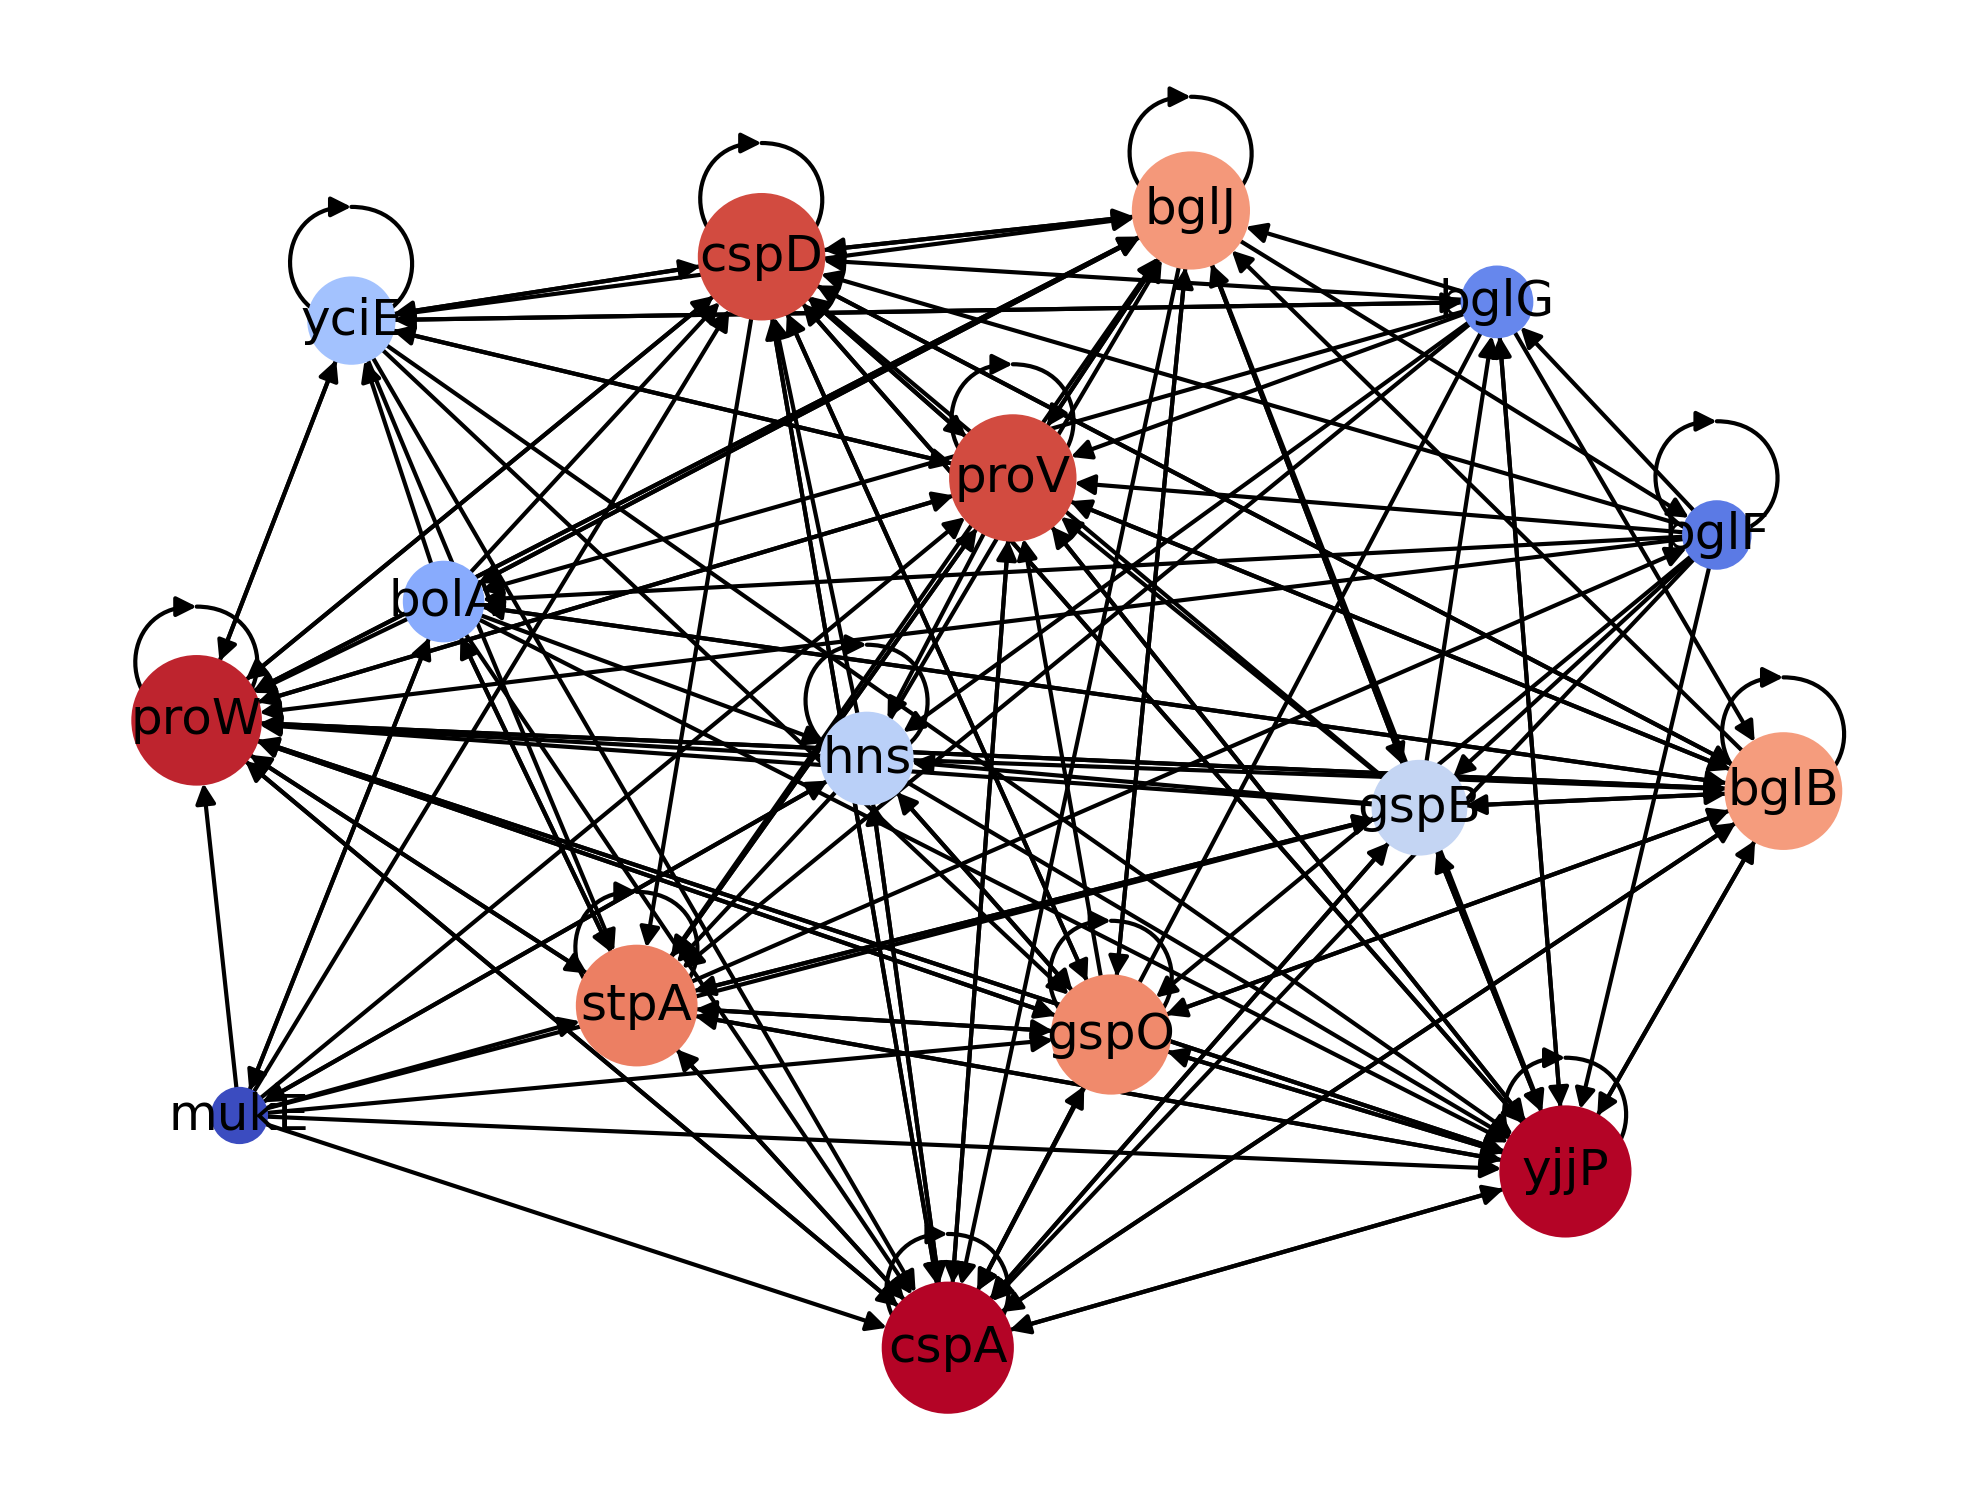 bglJ
cspD
bglG
yciE
proV
bglF
bolA
proW
hns
bglB
gspB
stpA
gspO
mukE
yjjP
cspA